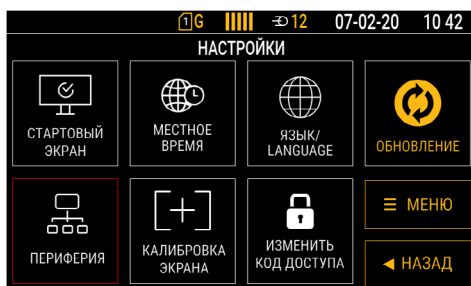 1 G 12 07-02-20 10 42
НАСТРОЙКИ
СТАРТОВЫЙ
ЭКРАН
МЕСТНОЕ
ВРЕМЯ
ЯЗЫК/
LANGUAGE
ОБНОВЛЕНИЕ
ПЕРИФЕРИЯ
КАЛИБРОВКА
ЭКРАНА
ИЗМЕНИТЬ
КОД ДОСТУПА
МЕНЮ
НАЗАД